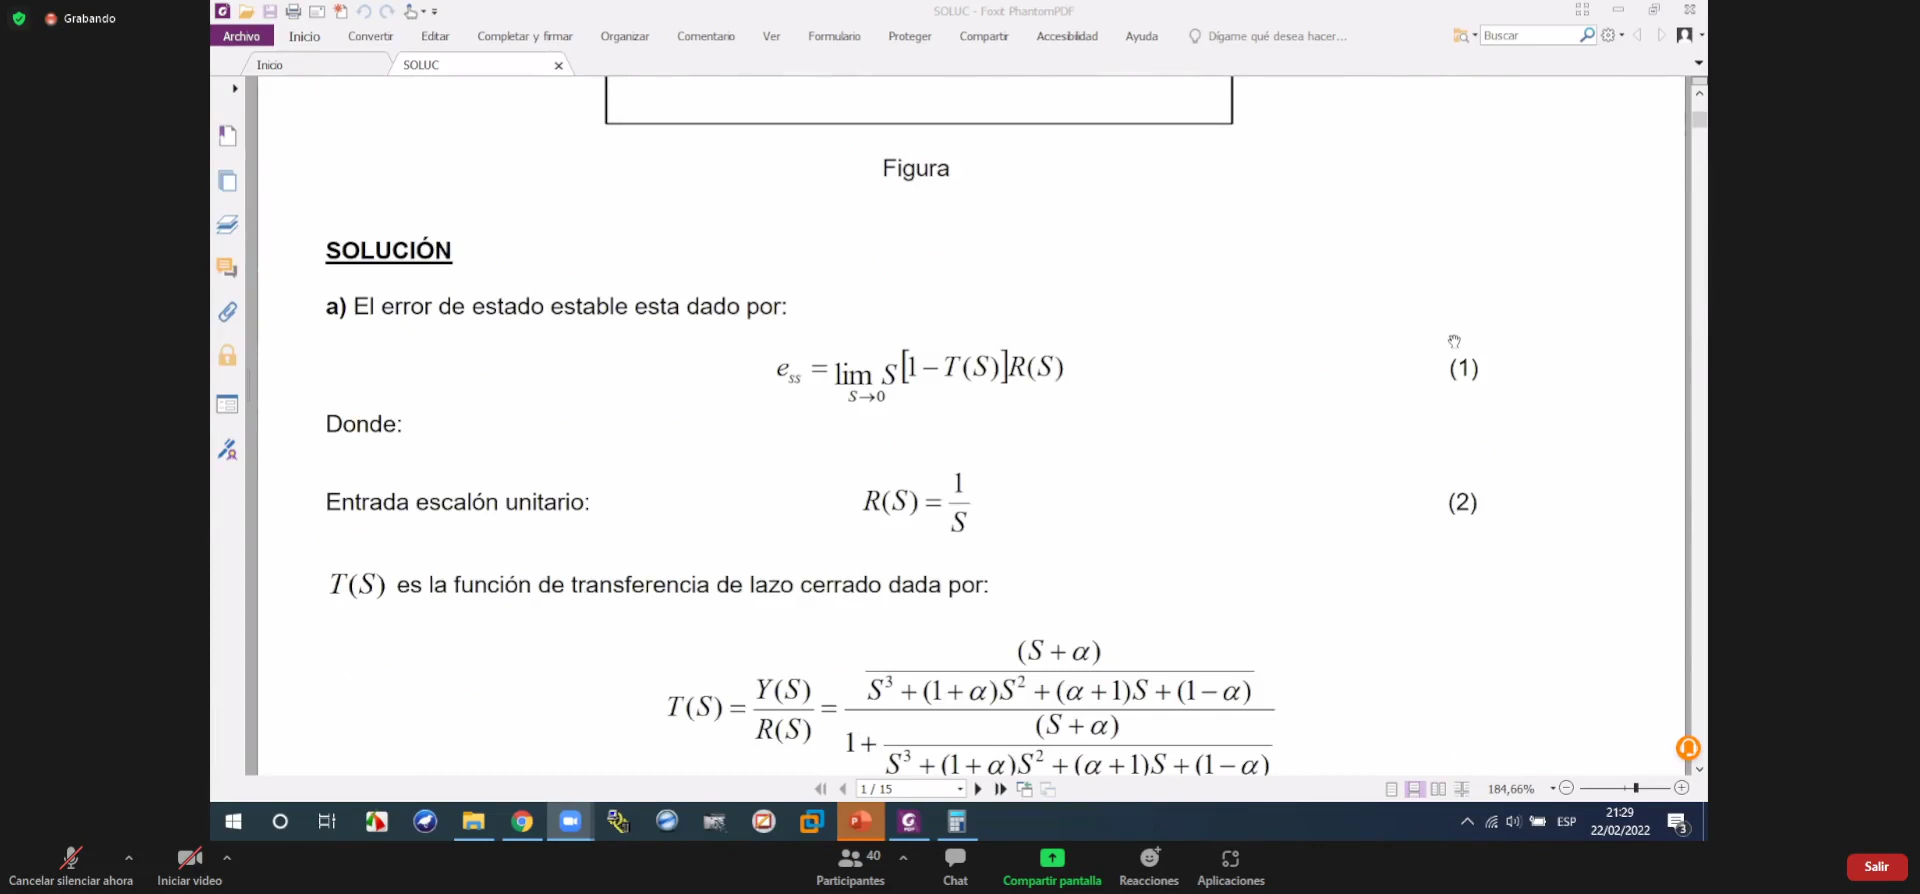 Grabando
SOLUC - Foxit PhantomPDF
Archivo Inicio Convertir Editar Completar y firmar Organizar Comentario Ver Formulario Proteger Compartir Accesibilidad Ayuda Dígame qué desea hacer... Buscar
Inicio SOLUC
Figura
SOLUCIÓN
a) El error de estado estable esta dado por:
e_ss = lim_{S→0} S[1 − T(S)]R(S) (1)
Donde:
Entrada escalón unitario: R(S) = 1/S (2)
T(S) es la función de transferencia de lazo cerrado dada por:
T(S) = Y(S)/R(S) = ((S + α)/(S³ + (1 + α)S² + (α + 1)S + (1 − α)))/(1 + (S + α)/(S³ + (1 + α)S² + (α + 1)S + (1 − α)))
1 / 15 184,66%
ESP 21:29
22/02/2022 3
Cancelar silenciar ahora Iniciar video Participantes 40 Chat Compartir pantalla Reacciones Aplicaciones Salir